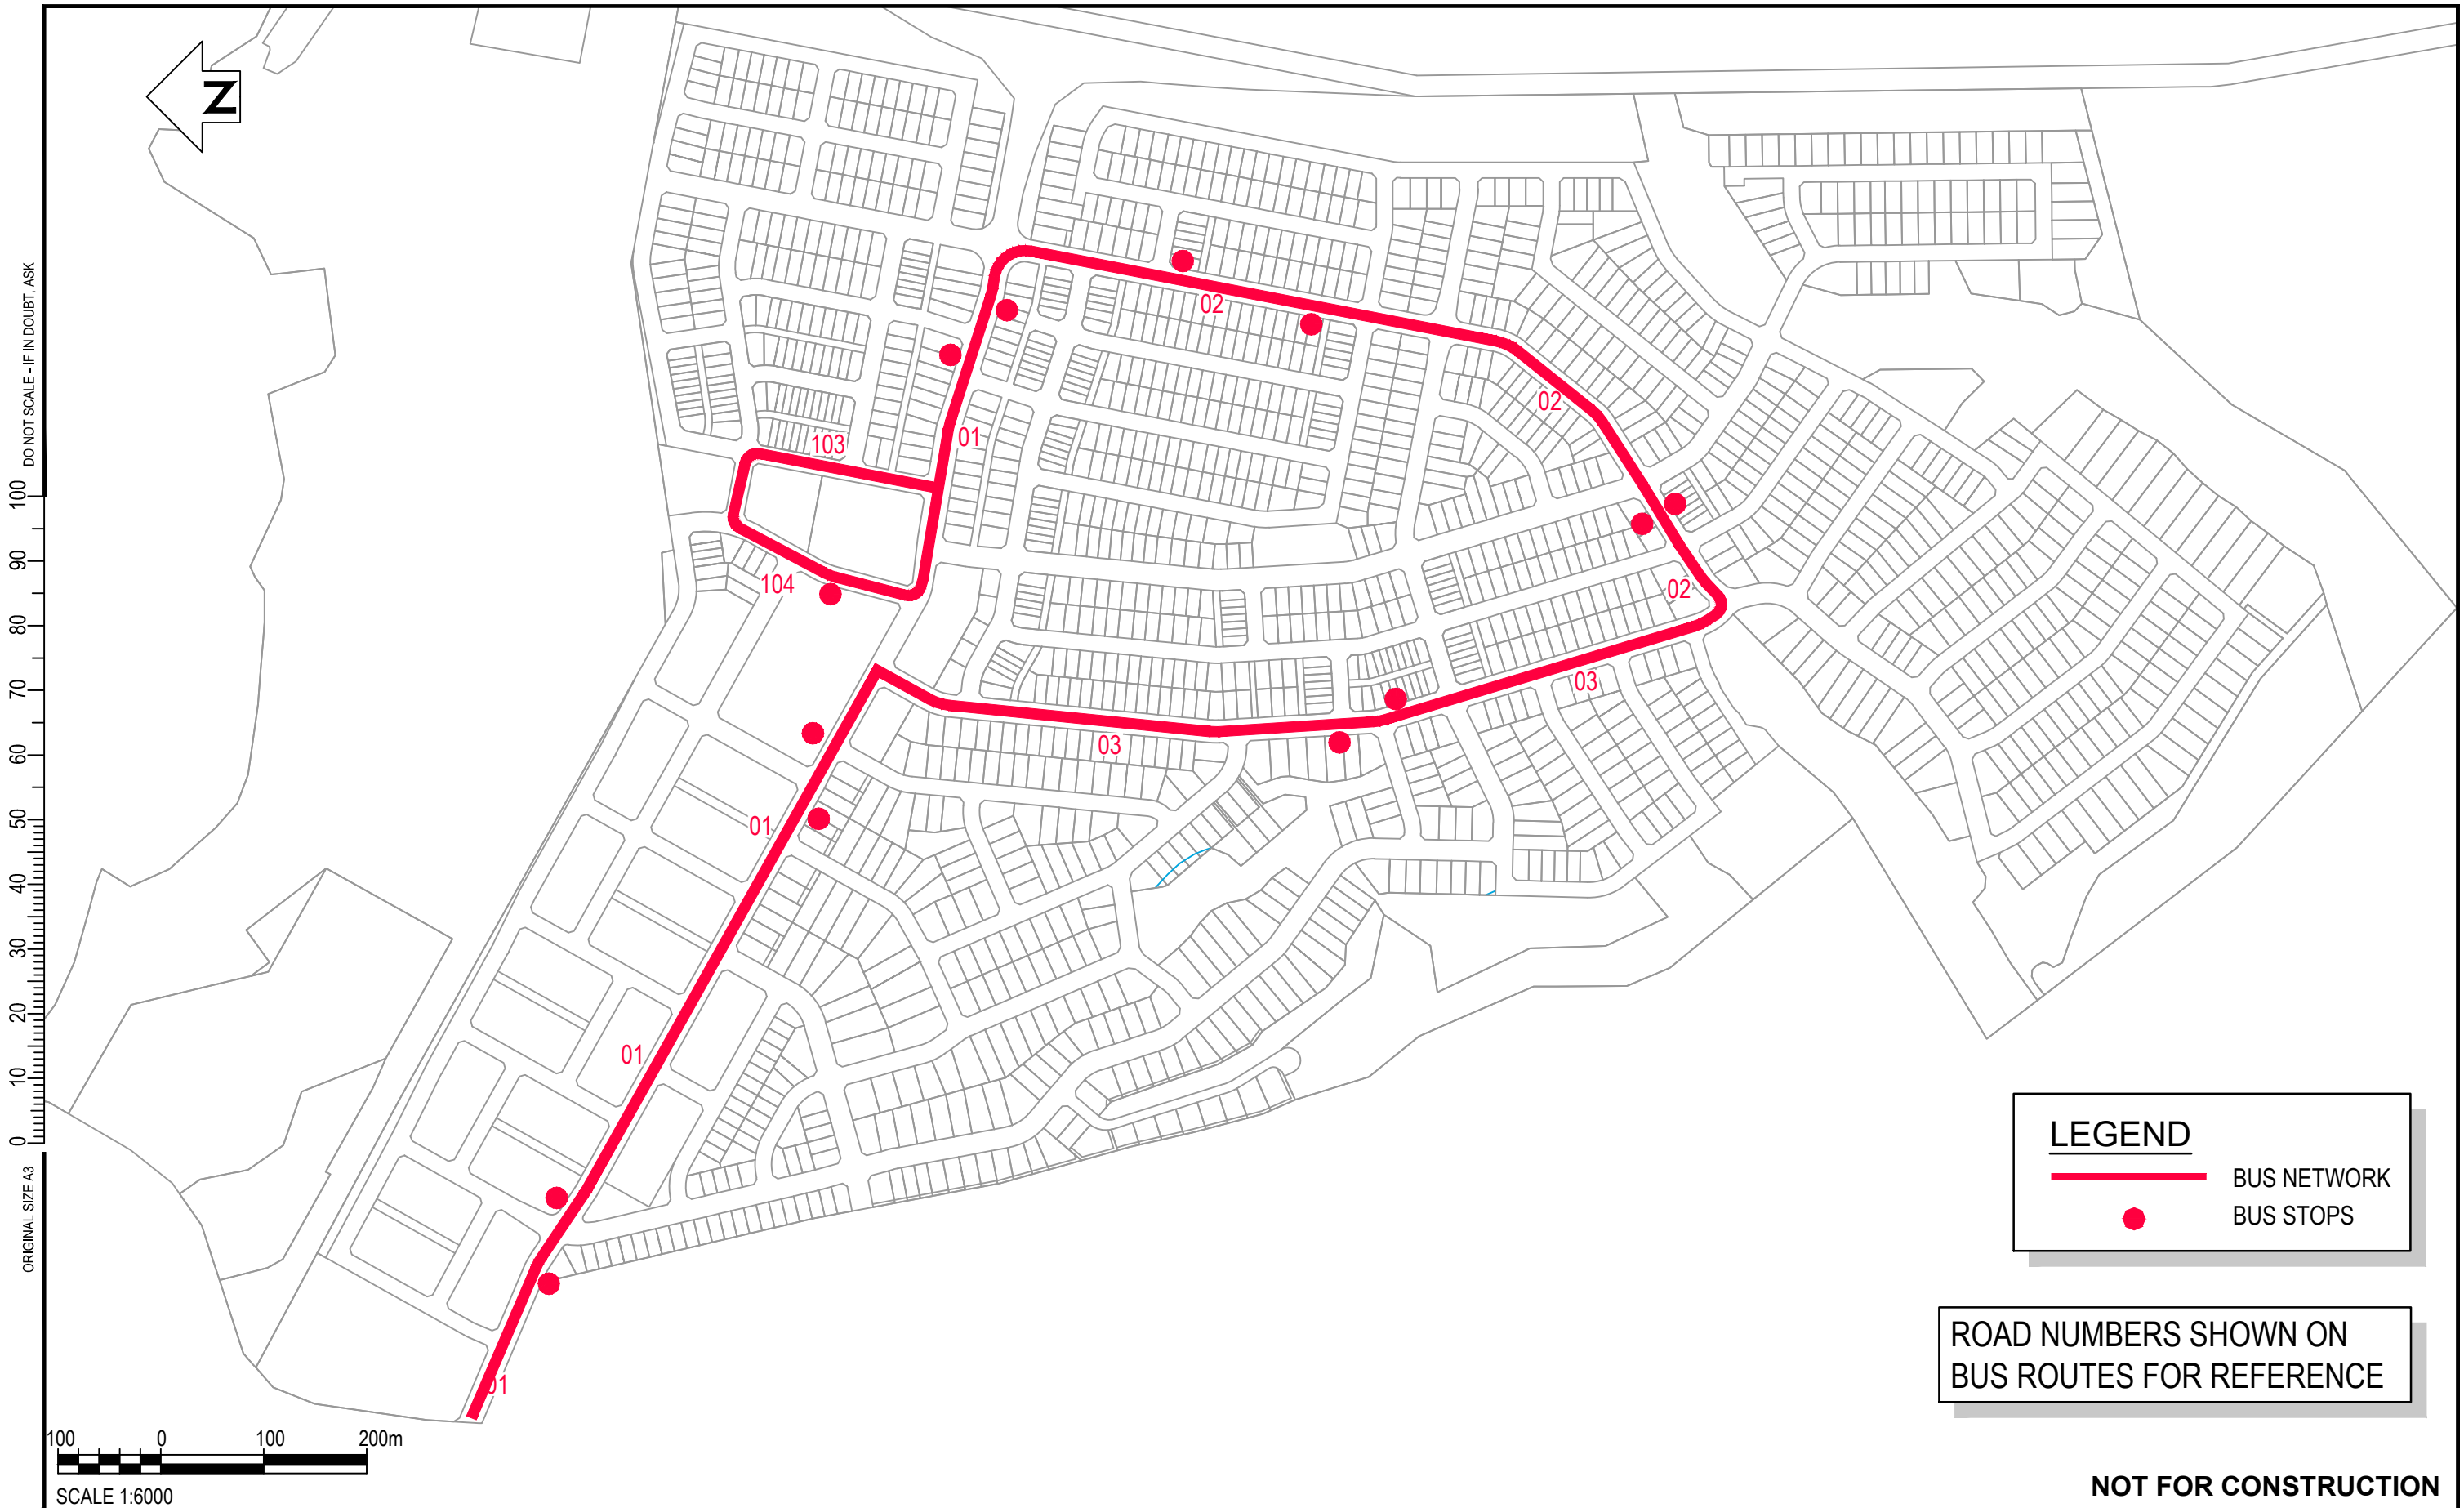 Z
DO NOT SCALE - IF IN DOUBT, ASK
100
90
80
70
60
50
40
30
20
10
0
ORIGINAL SIZE A3
02
02
01
103
104
02
03
03
01
01
01
LEGEND
BUS NETWORK
BUS STOPS
ROAD NUMBERS SHOWN ON
BUS ROUTES FOR REFERENCE
100 0 100 200m
SCALE 1:6000
NOT FOR CONSTRUCTION